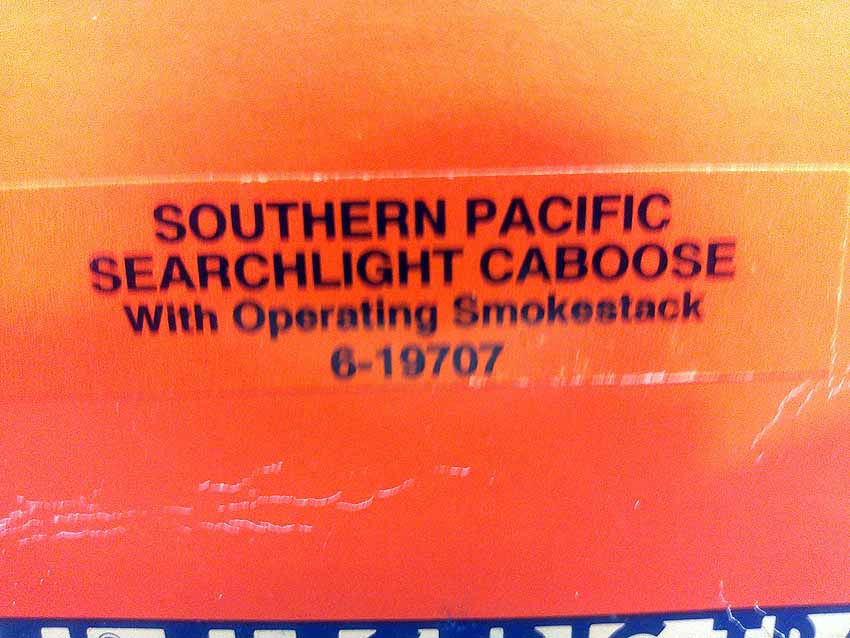 SOUTHERN PACIFIC
SEARCHLIGHT CABOOSE
With Operating Smokestack
6-19707